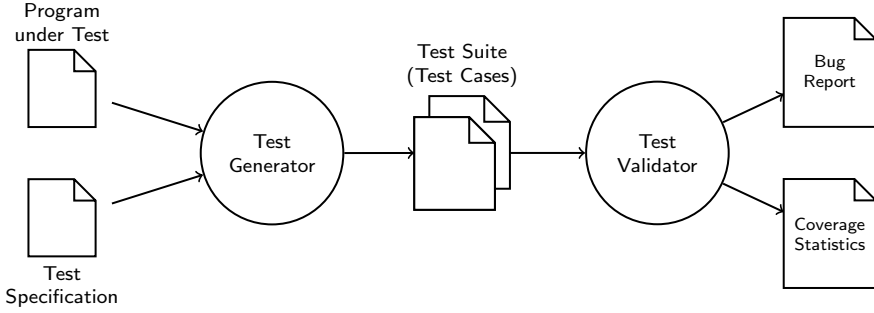 Program
under Test
Test
Specification
Test
Generator
Test Suite
(Test Cases)
Test
Validator
Bug
Report
Coverage
Statistics